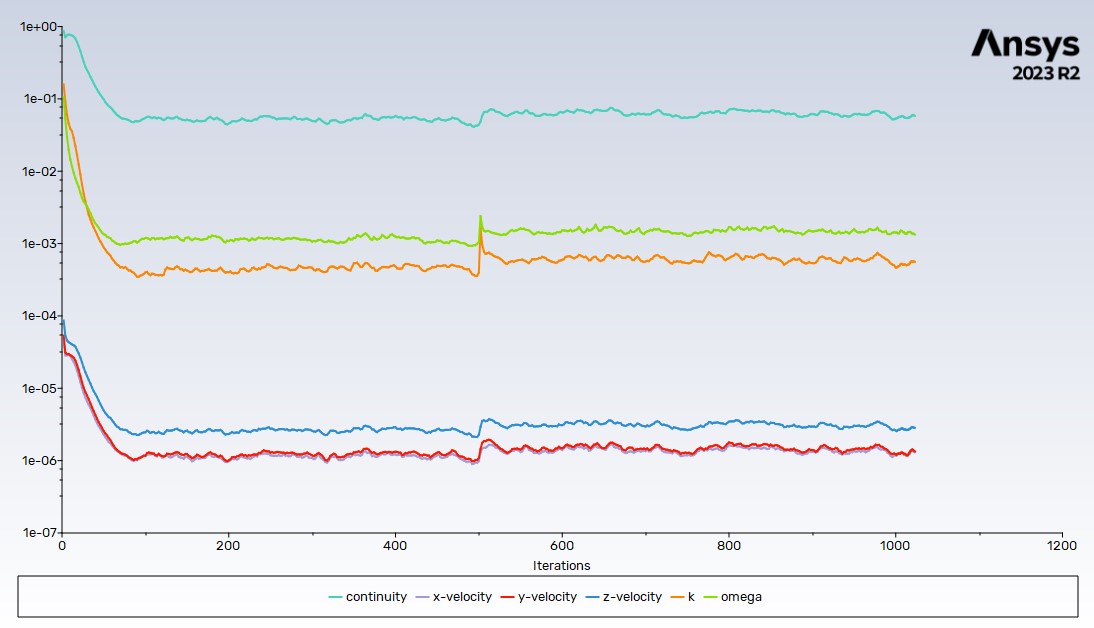 1e+00
Ansys
2023 R2
1e-01
1e-02
1e-03
1e-04
1e-05
1e-06
1e-07
0 200 400 600 800 1000 1200
Iterations
continuity x-velocity y-velocity z-velocity k omega